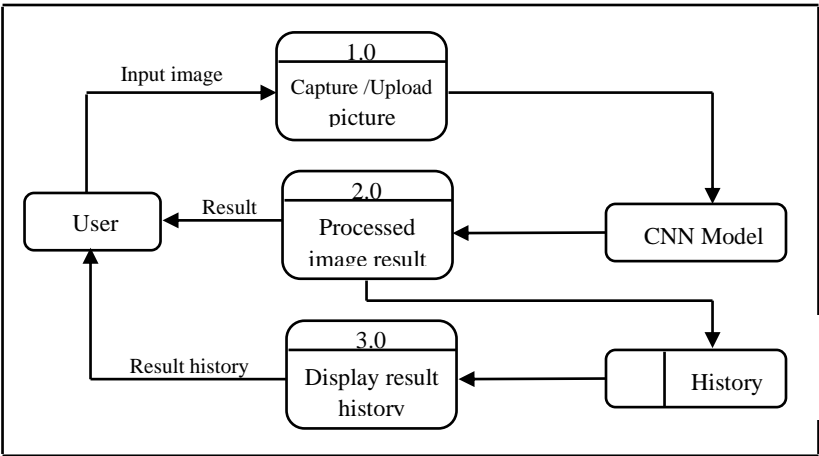 1.0
Input image
Capture /Upload
picture
2.0
Result
User
Processed
image result
CNN Model
3.0
Result history
Display result
history
History